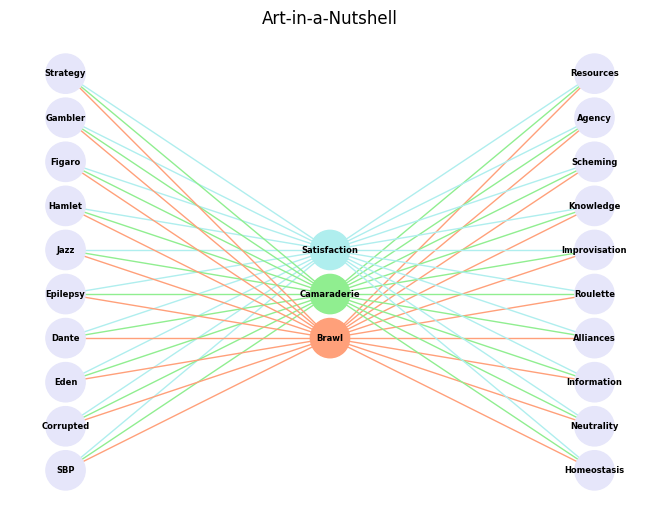 Art-in-a-Nutshell
Strategy
Gambler
Figaro
Hamlet
Jazz
Epilepsy
Dante
Eden
Corrupted
SBP
Satisfaction
Camaraderie
Brawl
Resources
Agency
Scheming
Knowledge
Improvisation
Roulette
Alliances
Information
Neutrality
Homeostasis